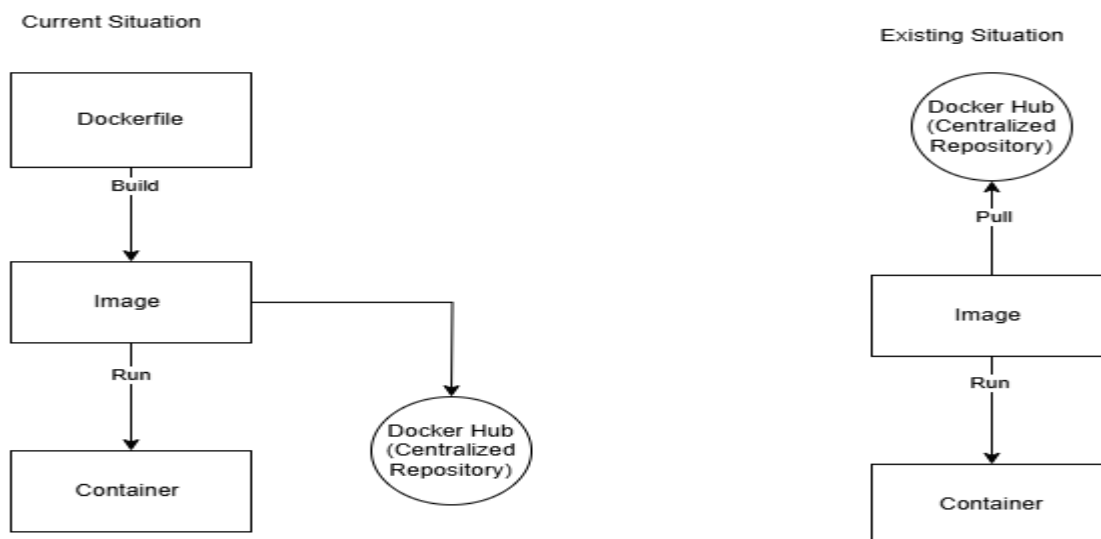 Current Situation
Dockerfile
Build
Image
Run
Container
Docker Hub
(Centralized
Repository)
Existing Situation
Docker Hub
(Centralized
Repository)
Pull
Image
Run
Container